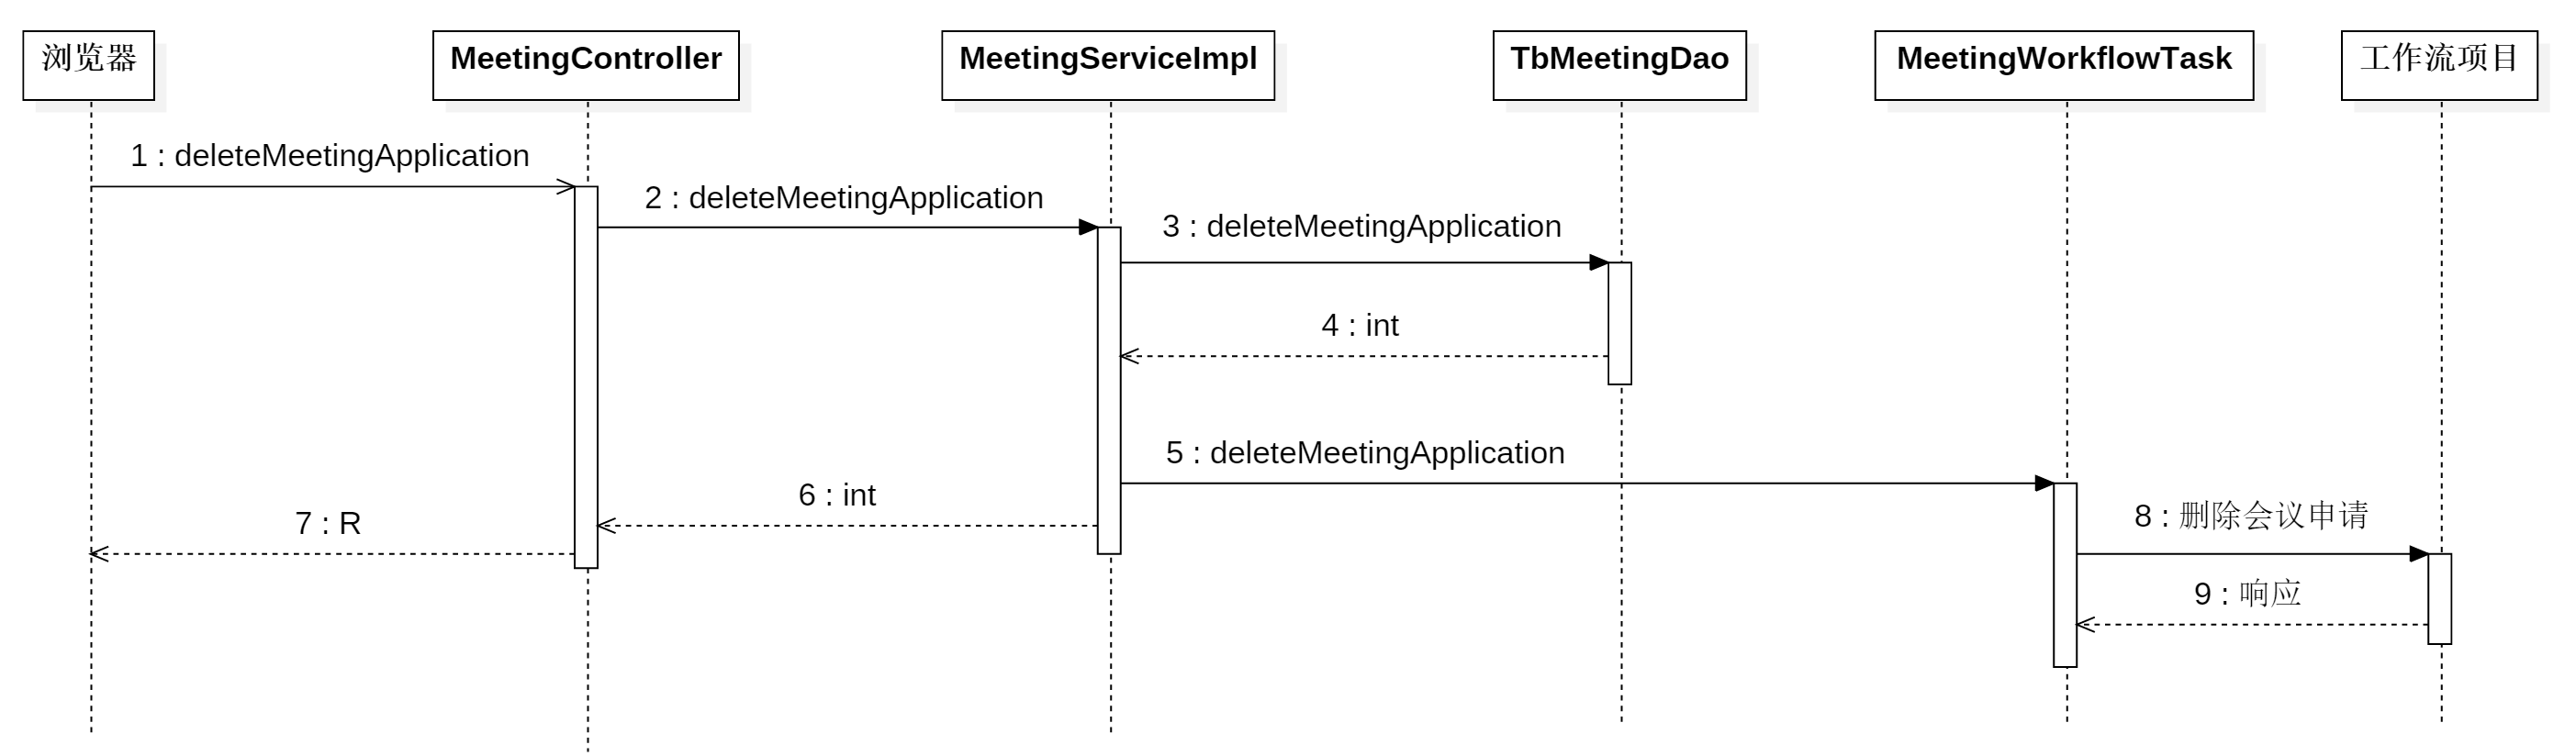 浏览器
MeetingController
MeetingServiceImpl
TbMeetingDao
MeetingWorkflowTask
工作流项目
1 : deleteMeetingApplication
2 : deleteMeetingApplication
3 : deleteMeetingApplication
4 : int
5 : deleteMeetingApplication
6 : int
7 : R
8 : 删除会议申请
9 : 响应